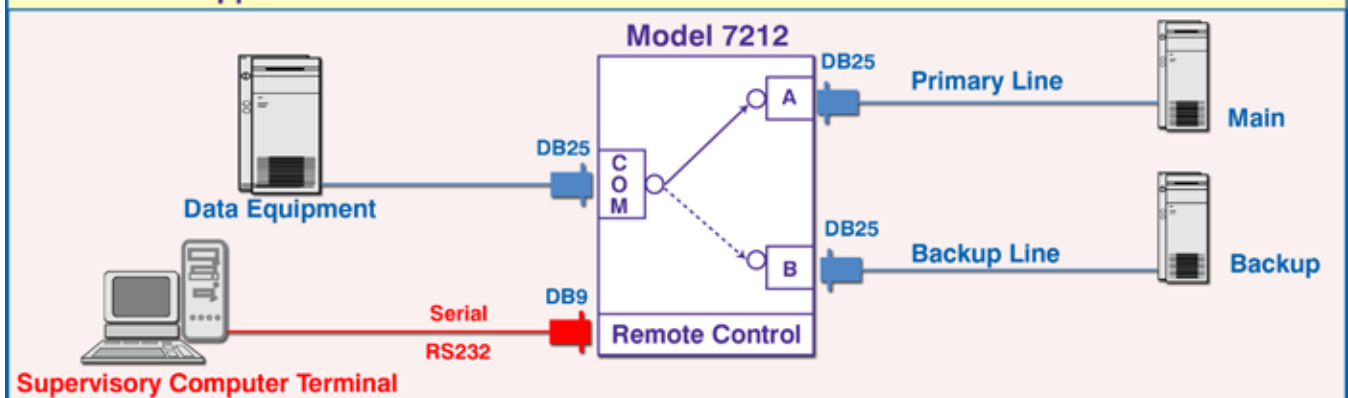 Model 7212
DB25
A
Primary Line
Main
DB25
C
O
M
Data Equipment
DB25
B
Backup Line
Backup
DB9
Serial
RS232
Remote Control
Supervisory Computer Terminal